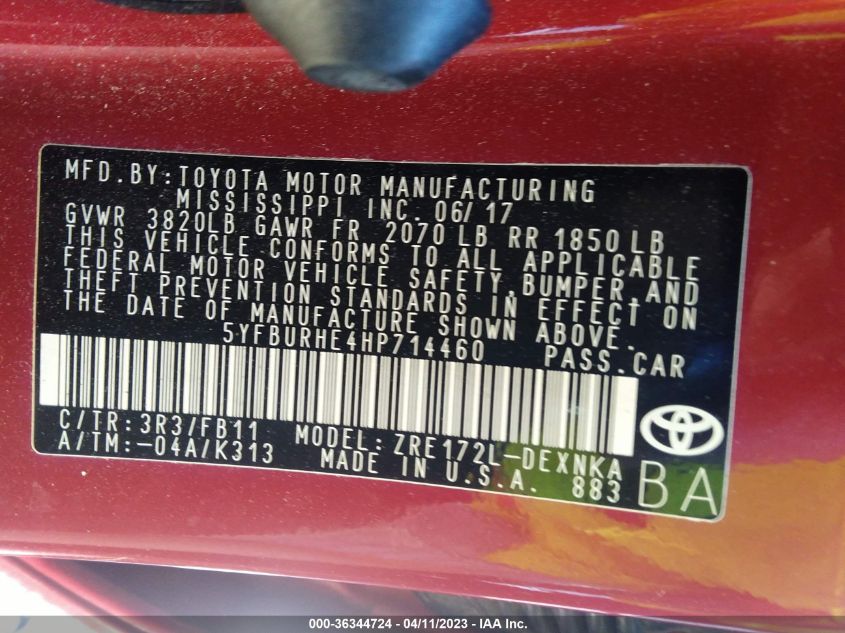 MFD.BY:TOYOTA MOTOR MANUFACTURING
MISSISSIPPI INC. 06/17
GVWR 3820LB GAWR FR 2070 LB RR 1850 LB
THIS VEHICLE CONFORMS TO ALL APPLICABLE
FEDERAL MOTOR VEHICLE SAFETY,BUMPER,AND
THEFT PREVENTION STANDARDS IN EFFECT ON
THE DATE OF MANUFACTURE SHOWN ABOVE.
5YFBURHE4HP714460 PASS.CAR
C/TR:3R3/FB11 MODEL:ZRE172L-DEXNKA
A/TM:-04A/K313 MADE IN U.S.A. 883
BA
000-36344724 / 04/11/2023 - IAA Inc.